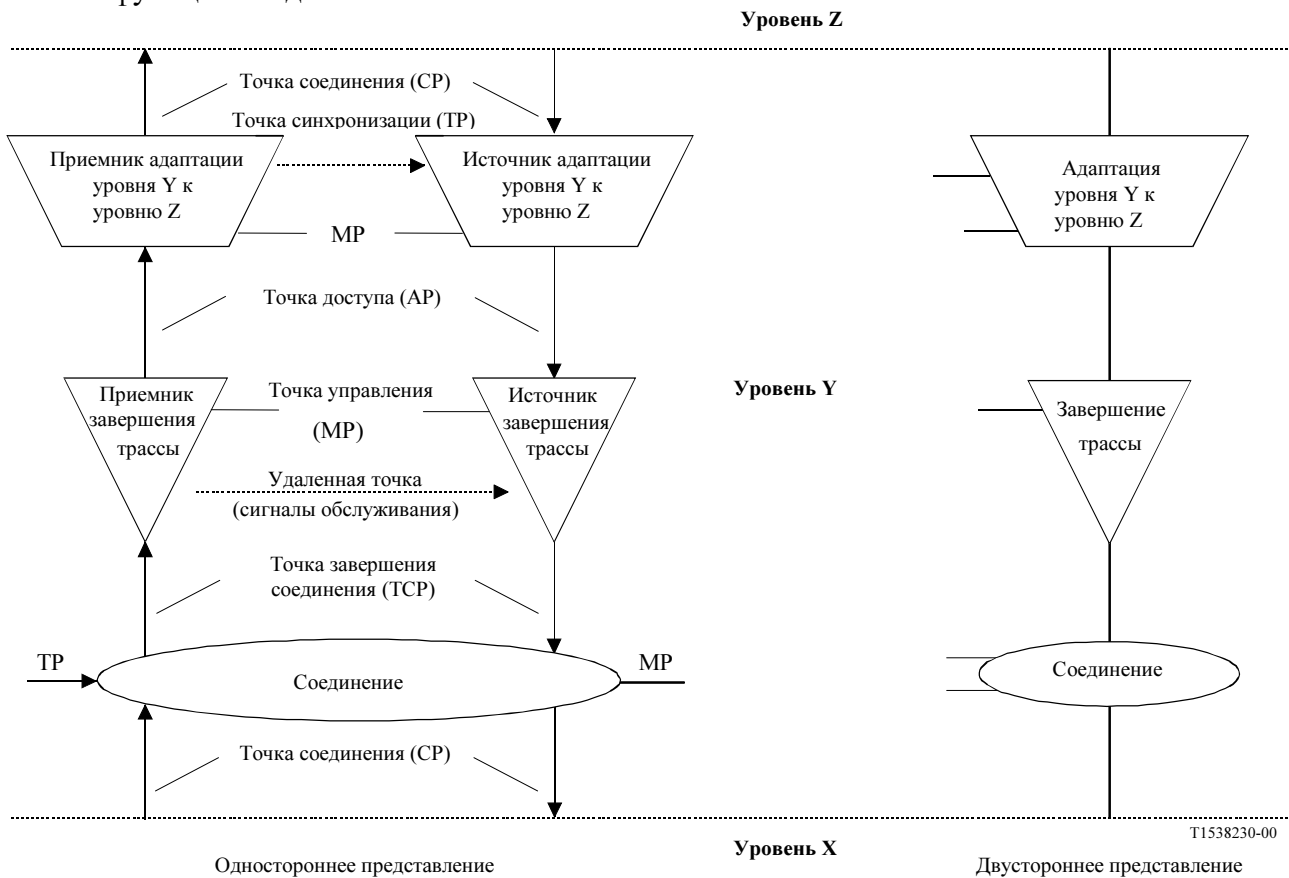 Уровень Z
Точка соединения (CP)
Точка синхронизации (TP)
Приемник адаптации
уровня Y к
уровню Z
Источник адаптации
уровня Y к
уровню Z
Адаптация
уровня Y к
уровню Z
MP
Точка доступа (AP)
Уровень Y
Приемник
завершения
трассы
Точка управления
(MP)
Источник
завершения
трассы
Завершение
трассы
Удаленная точка
(сигналы обслуживания)
Точка завершения
соединения (TCP)
TP
Соединение
MP
Соединение
Точка соединения (CP)
T1538230-00
Уровень X
Одностороннее представление
Двустороннее представление